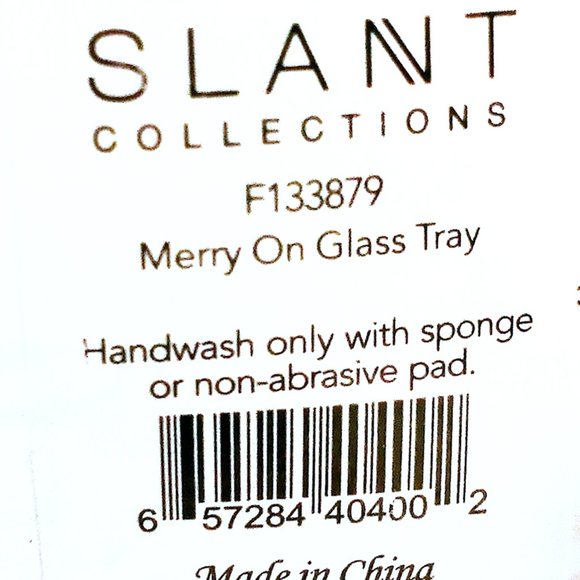 SLANT
COLLECTIONS
F133879
Merry On Glass Tray
Handwash only with sponge
or non-abrasive pad.
6 57284 40400 2
Made in China